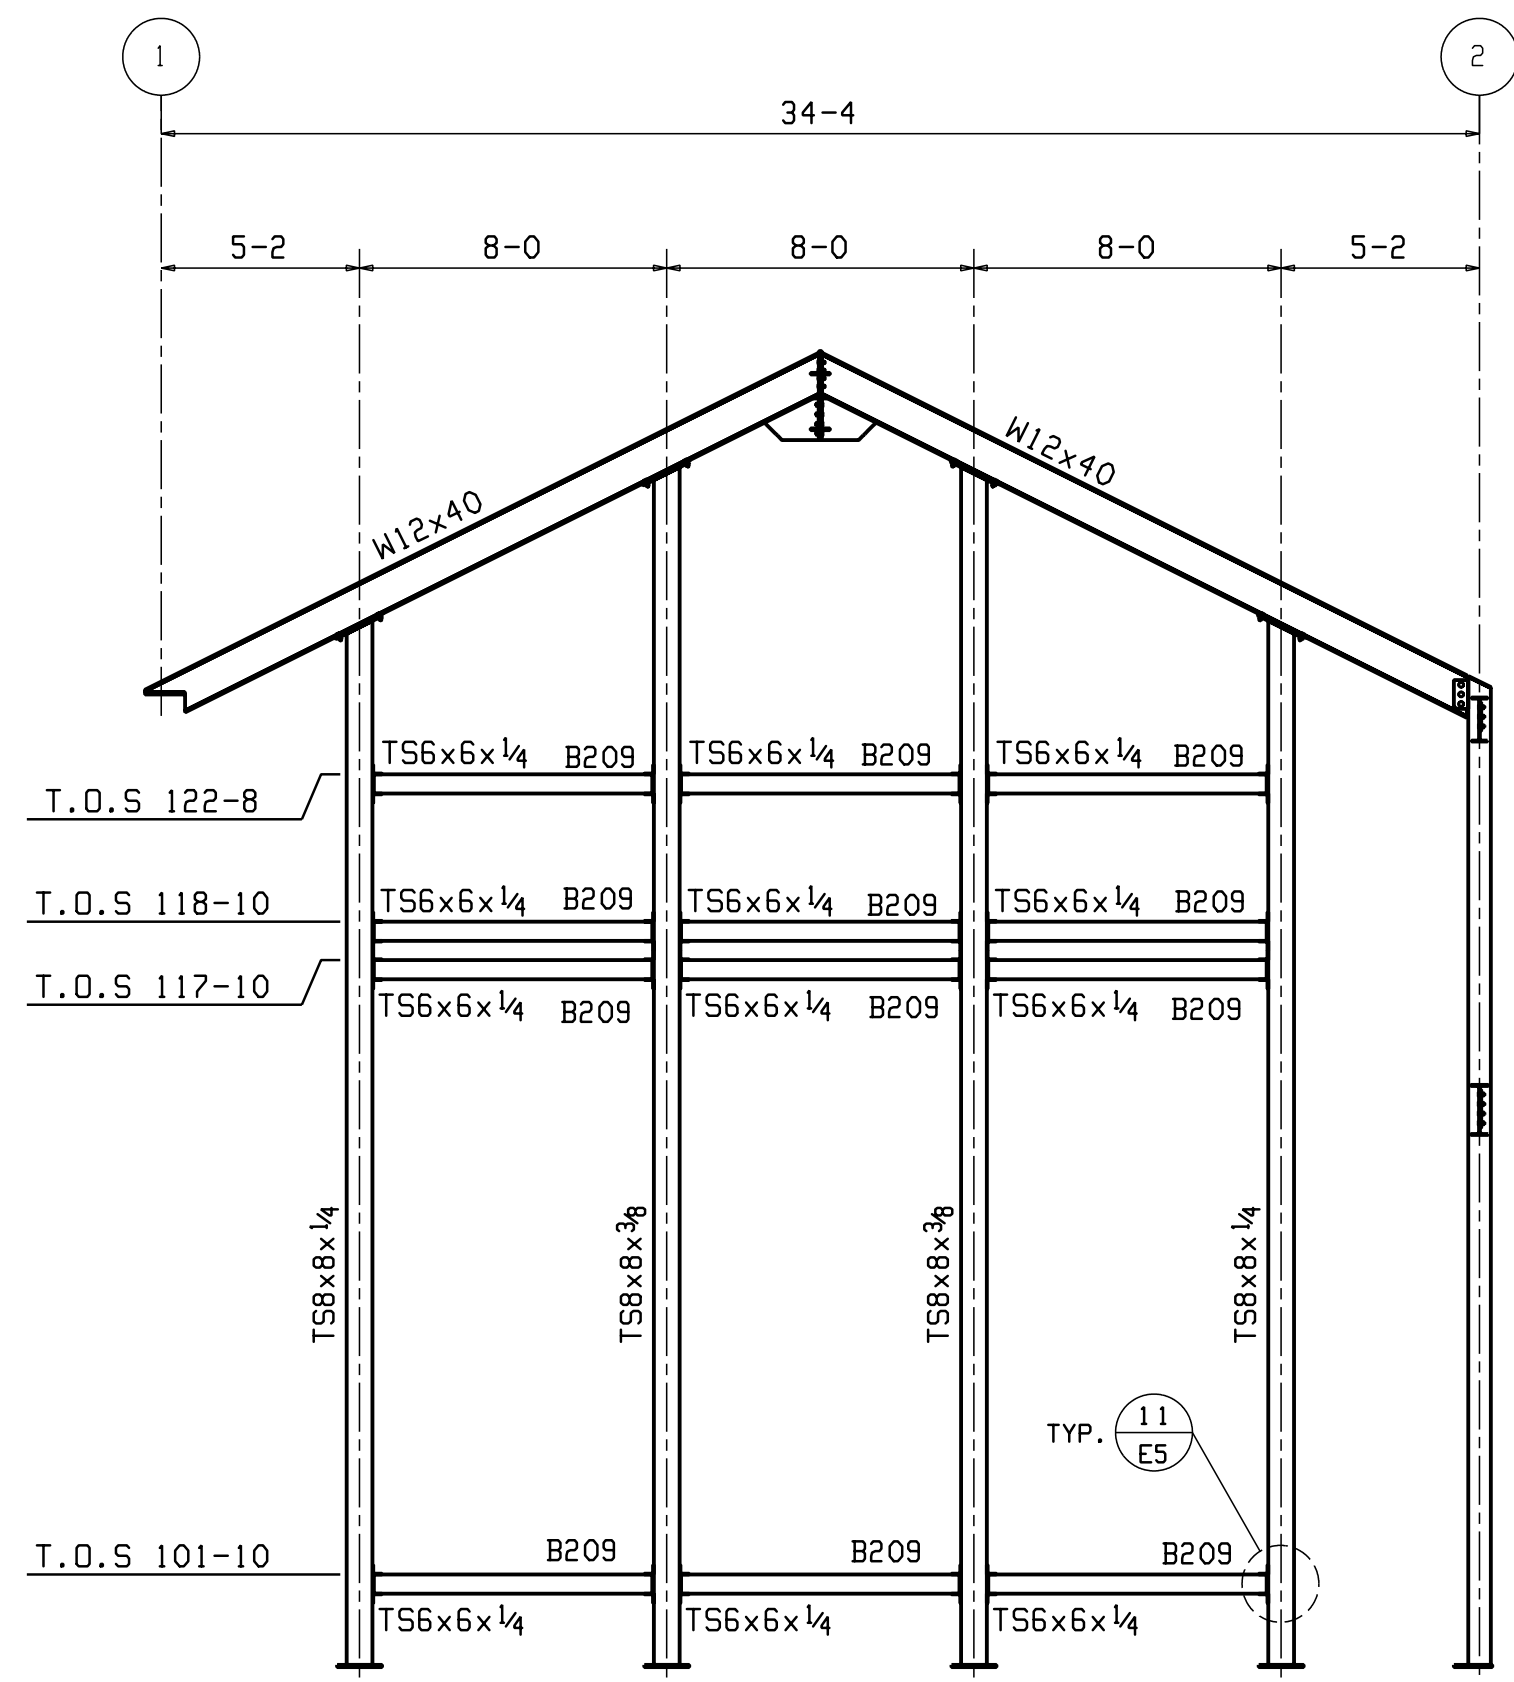 1
2
34-4
5-2
8-0
8-0
8-0
5-2
W12x40
W12x40
TS6x6x1/4
B209
TS6x6x1/4
B209
TS6x6x1/4
B209
T.O.S 122-8
T.O.S 118-10
TS6x6x1/4
B209
TS6x6x1/4
B209
TS6x6x1/4
B209
T.O.S 117-10
TS6x6x1/4
B209
TS6x6x1/4
B209
TS6x6x1/4
B209
TS8x8x1/4
TS8x8x3/8
TS8x8x3/8
TS8x8x1/4
TYP.
11
E5
T.O.S 101-10
B209
B209
B209
TS6x6x1/4
TS6x6x1/4
TS6x6x1/4